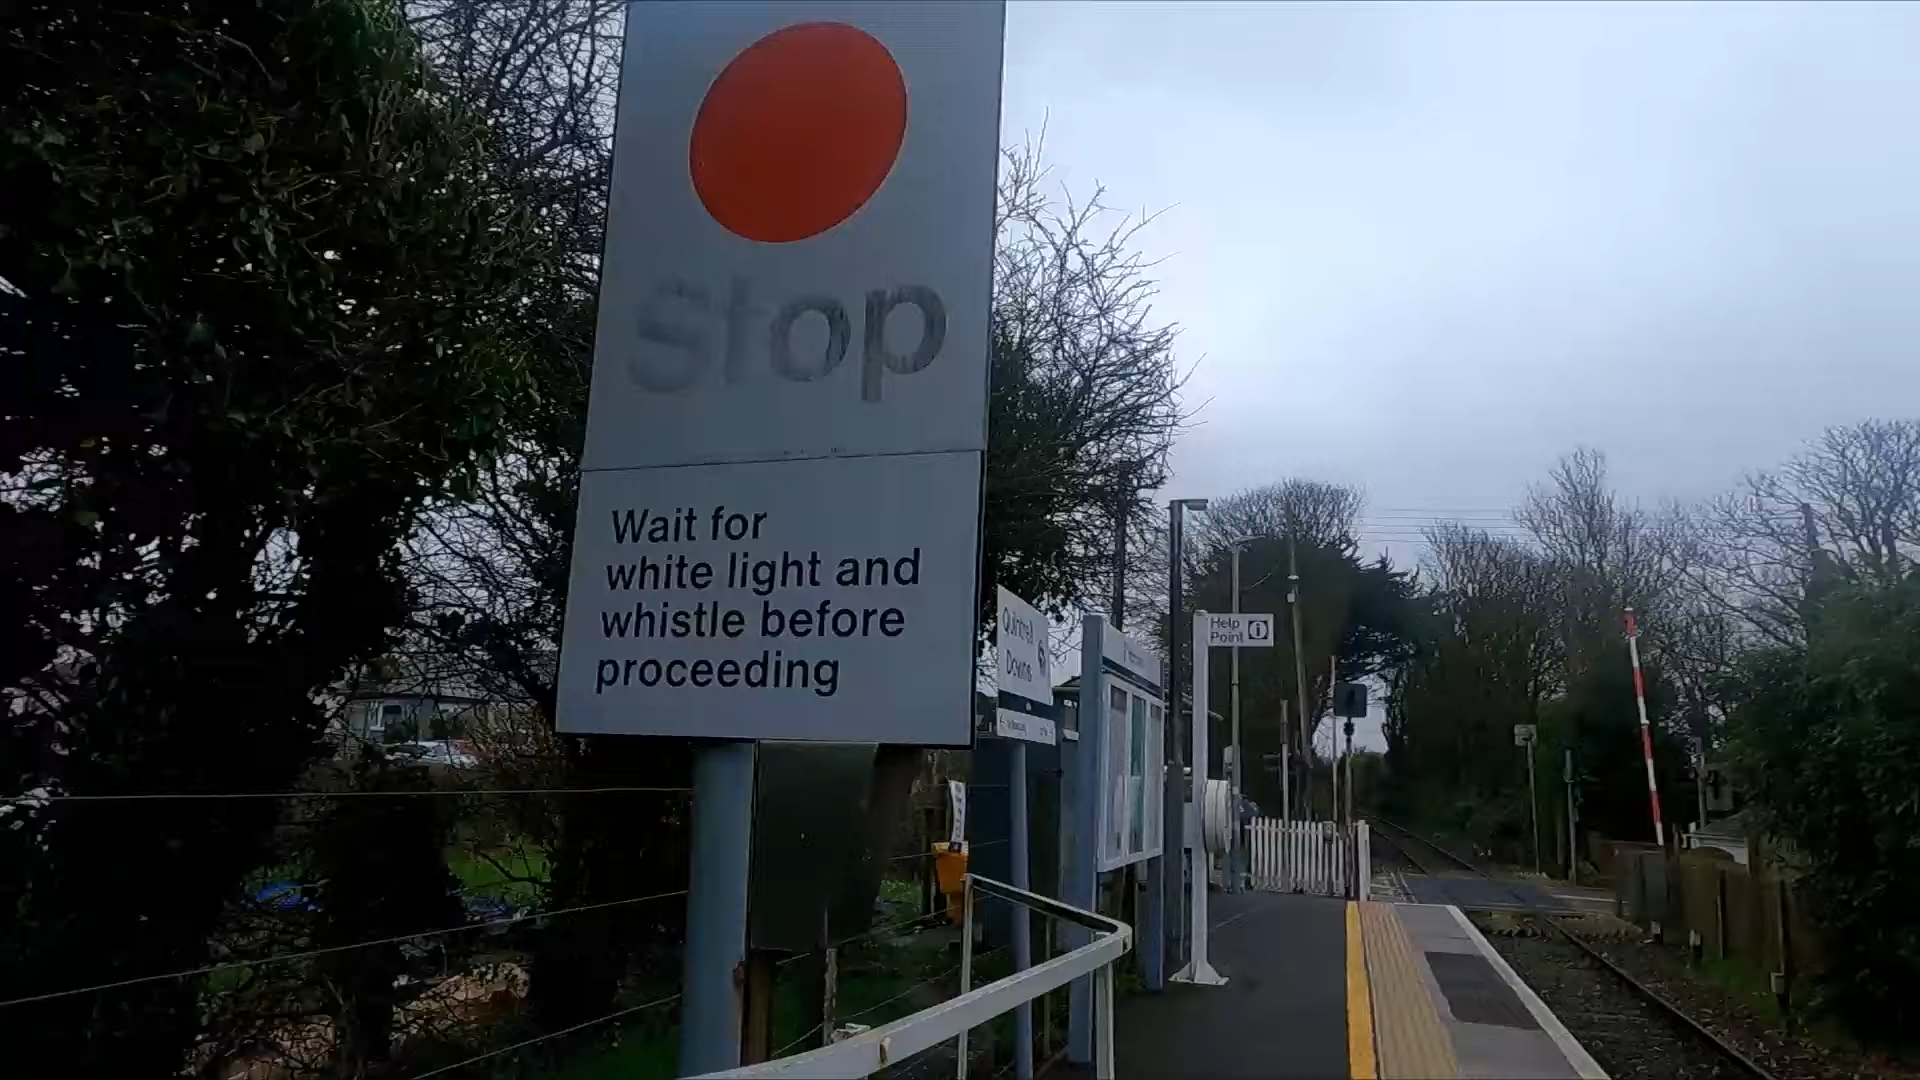 Stop
Wait for
white light and
whistle before
proceeding
Quintrell
Downs
Help
Point